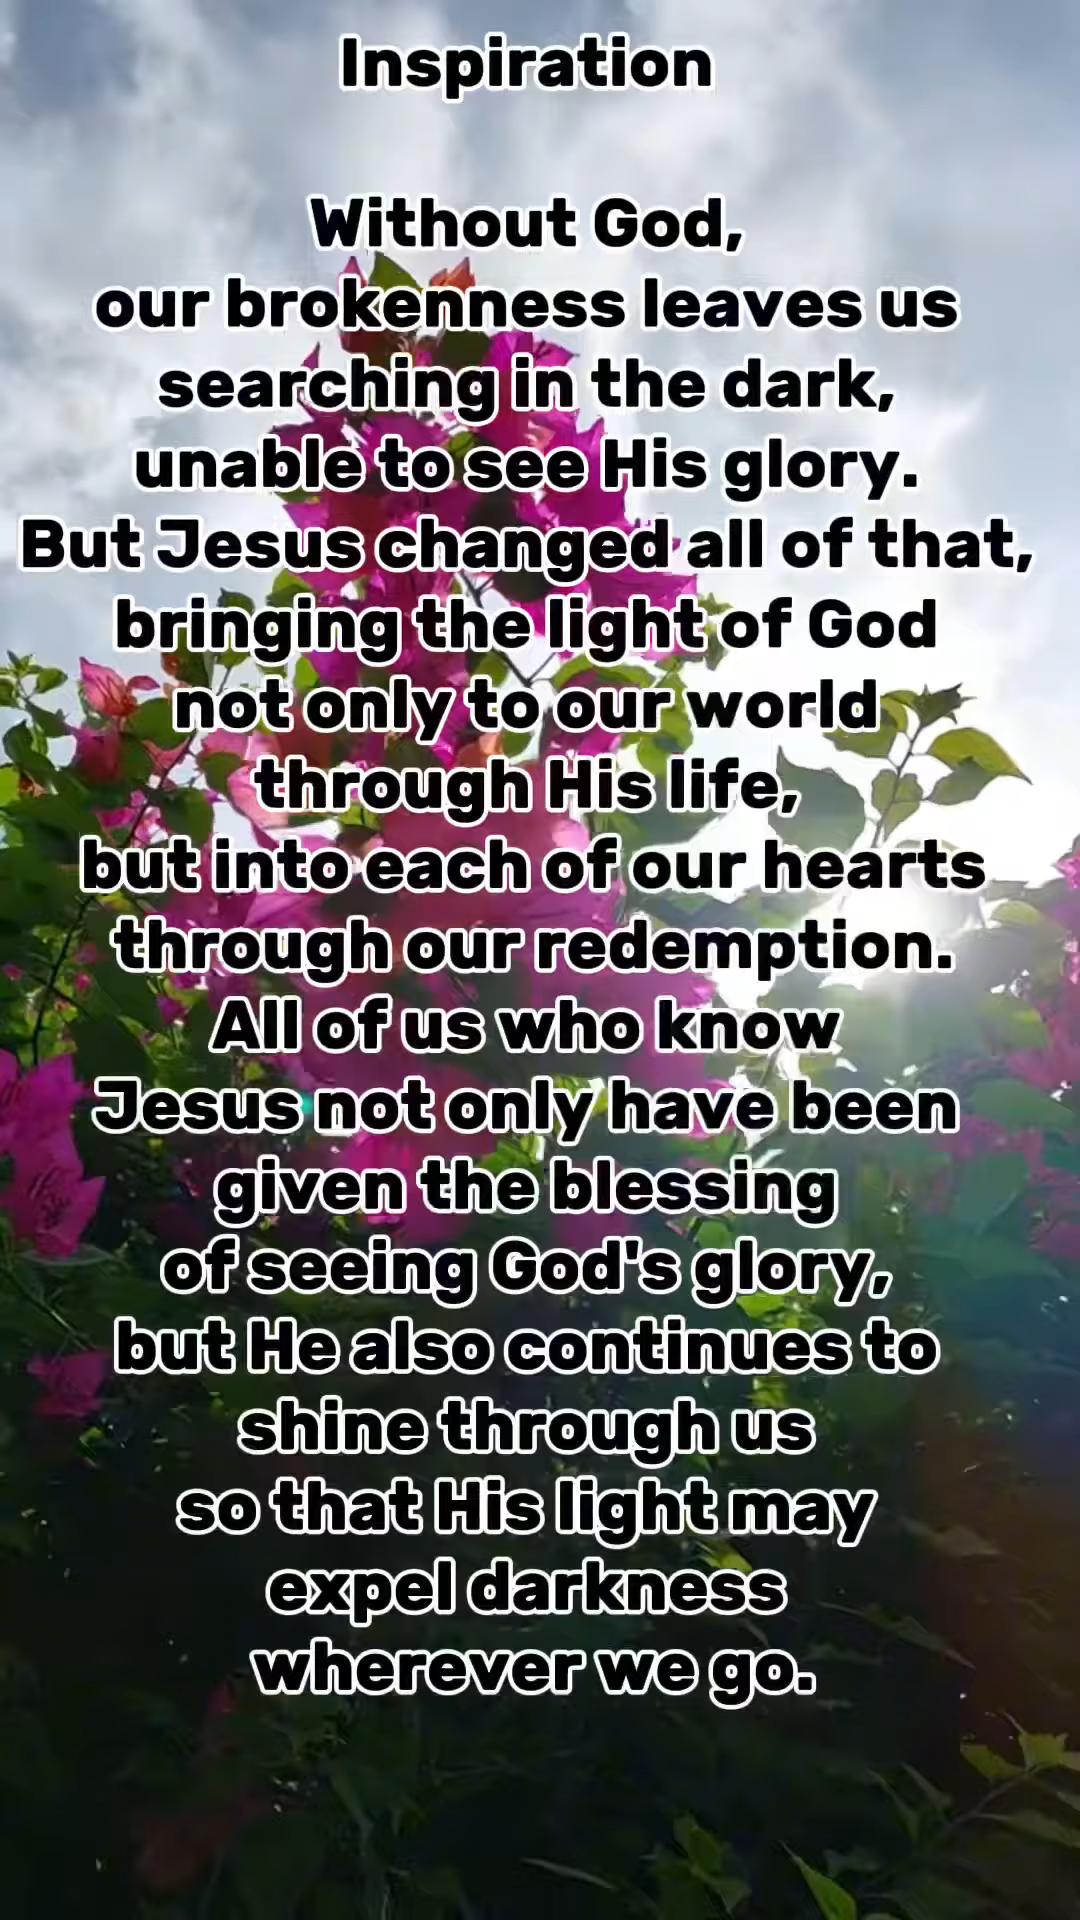 Inspiration
Without God,
our brokenness leaves us
searching in the dark,
unable to see His glory.
But Jesus changed all of that,
bringing the light of God
not only to our world
through His life,
but into each of our hearts
through our redemption.
All of us who know
Jesus not only have been
given the blessing
of seeing God's glory,
but He also continues to
shine through us
so that His light may
expel darkness
wherever we go.